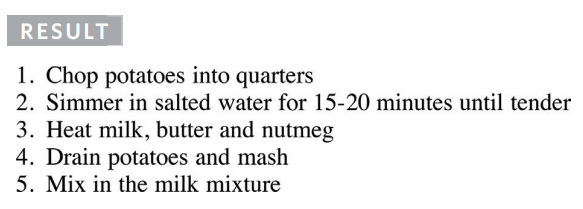 RESULT
1. Chop potatoes into quarters
2. Simmer in salted water for 15-20 minutes until tender
3. Heat milk, butter and nutmeg
4. Drain potatoes and mash
5. Mix in the milk mixture